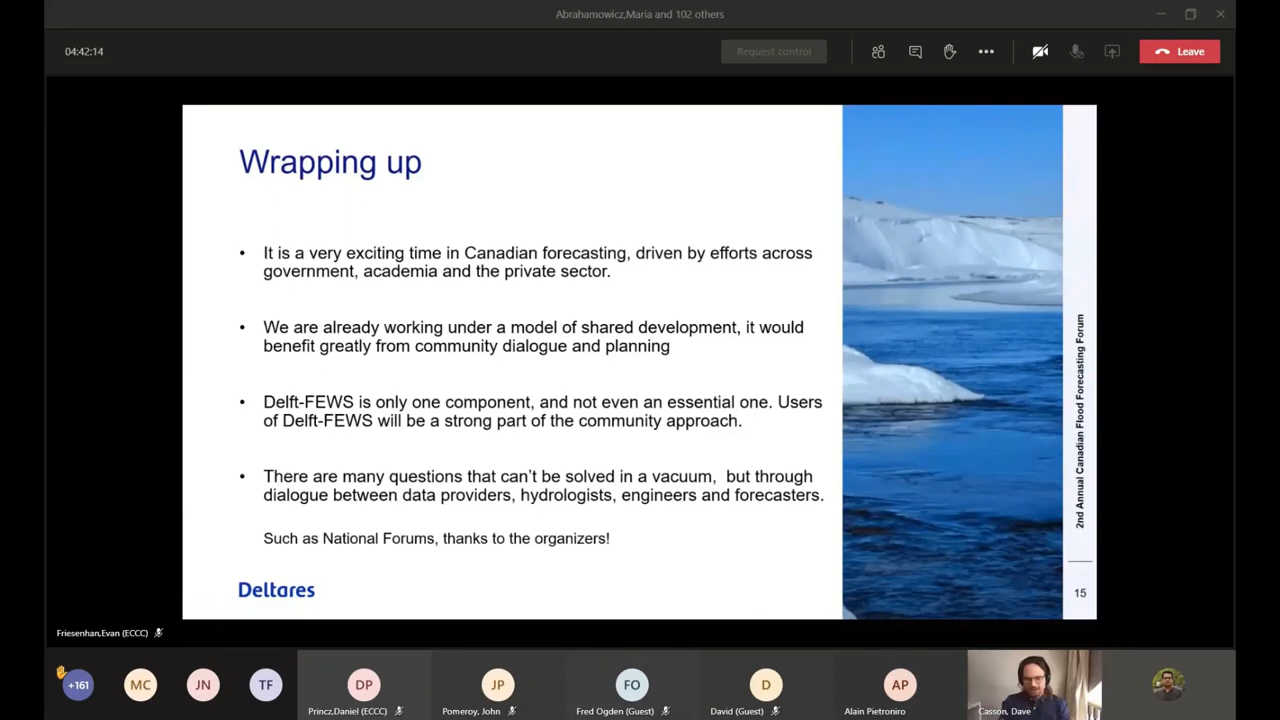 Abrahamowicz,Maria and 102 others
04:42:14
Request control
Leave
Wrapping up
• It is a very exciting time in Canadian forecasting, driven by efforts across
government, academia and the private sector.
• We are already working under a model of shared development, it would
benefit greatly from community dialogue and planning
• Delft-FEWS is only one component, and not even an essential one. Users
of Delft-FEWS will be a strong part of the community approach.
• There are many questions that can't be solved in a vacuum, but through
dialogue between data providers, hydrologists, engineers and forecasters.
Such as National Forums, thanks to the organizers!
Deltares
2nd Annual Canadian Flood Forecasting Forum
15
Friesenhan,Evan (ECCC)
+161
MC
JN
TF
DP
Princz,Daniel (ECCC)
JP
Pomeroy, John
FO
Fred Ogden (Guest)
D
David (Guest)
AP
Alain Pietroniro
Casson, Dave